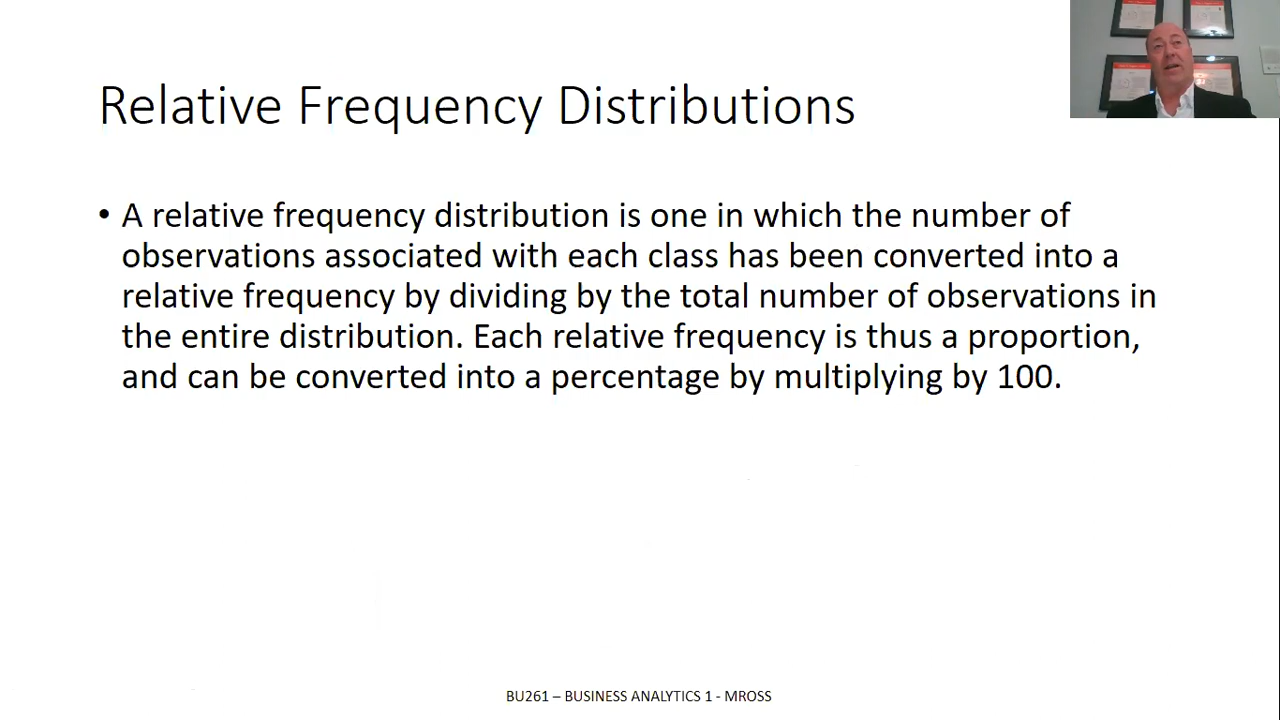 Relative Frequency Distributions
• A relative frequency distribution is one in which the number of
observations associated with each class has been converted into a
relative frequency by dividing by the total number of observations in
the entire distribution. Each relative frequency is thus a proportion,
and can be converted into a percentage by multiplying by 100.
BU261 – BUSINESS ANALYTICS 1 - MROSS